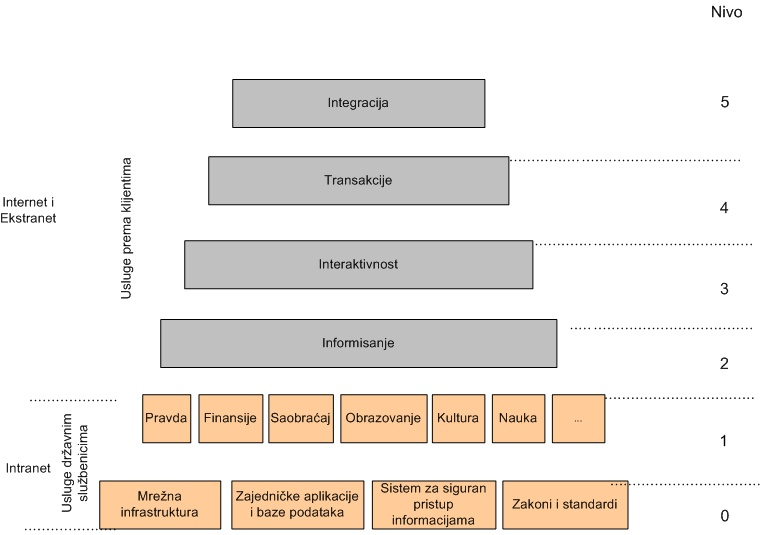 Nivo
Integracija
5
Transakcije
4
Internet i
Ekstranet
Usluge prema klijentima
Interaktivnost
3
Informisanje
2
Pravda
Finansije
Saobraćaj
Obrazovanje
Kultura
Nauka
...
1
Intranet
Usluge državnim
službenicima
Mrežna
infrastruktura
Zajedničke aplikacije
i baze podataka
Sistem za siguran
pristup
informacijama
Zakoni i standardi
0